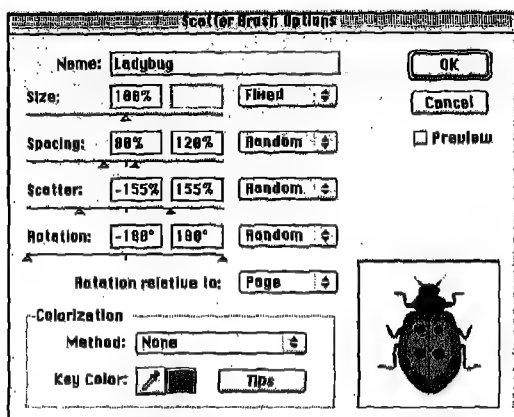 Scatter Brush Options
Name: Ladybug
OK
Size: 100% Fixed
Cancel
Spacing: 80% 120% Random
Preview
Scatter: -155% 155% Random
Rotation: -180° 180° Random
Rotation relative to: Page
Colorization
Method: None
Key Color: Tips